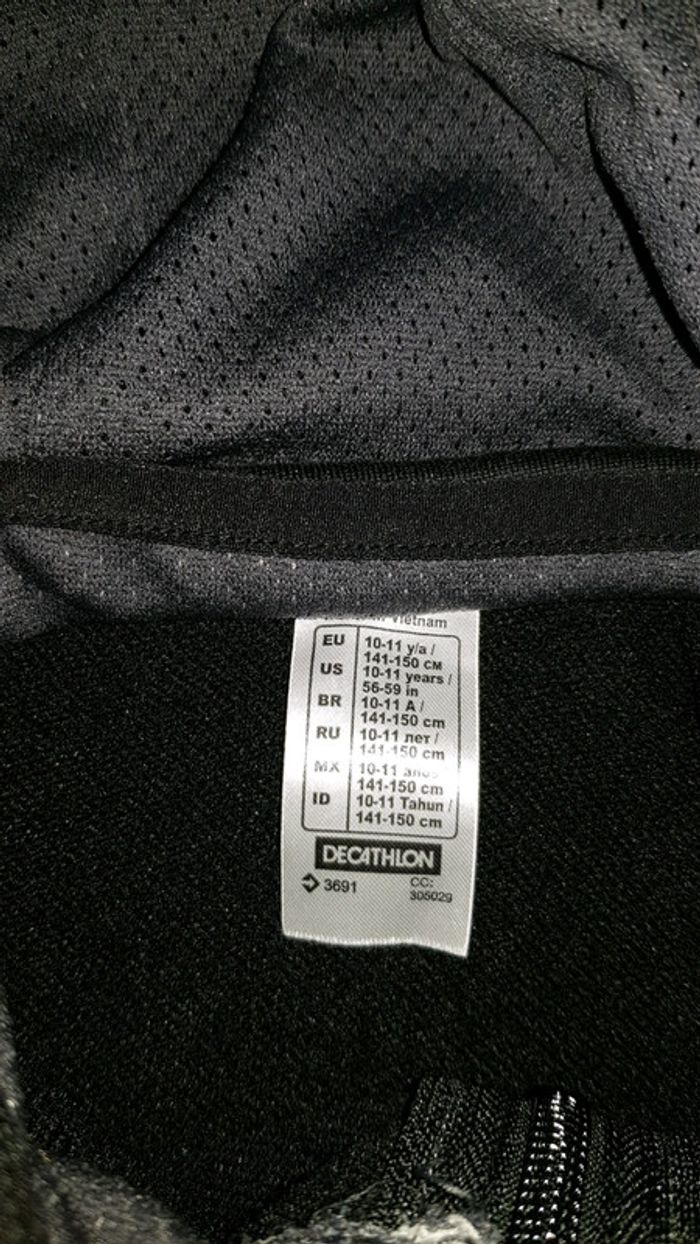 Vietnam
EU 10-11 y/a /
141-150 CM
US 10-11 years /
56-59 in
BR 10-11 A /
141-150 cm
RU 10-11 лет /
141-150 cm
MX 10-11 años
141-150 cm
ID 10-11 Tahun /
141-150 cm
DECATHLON
3691
CC:
305029